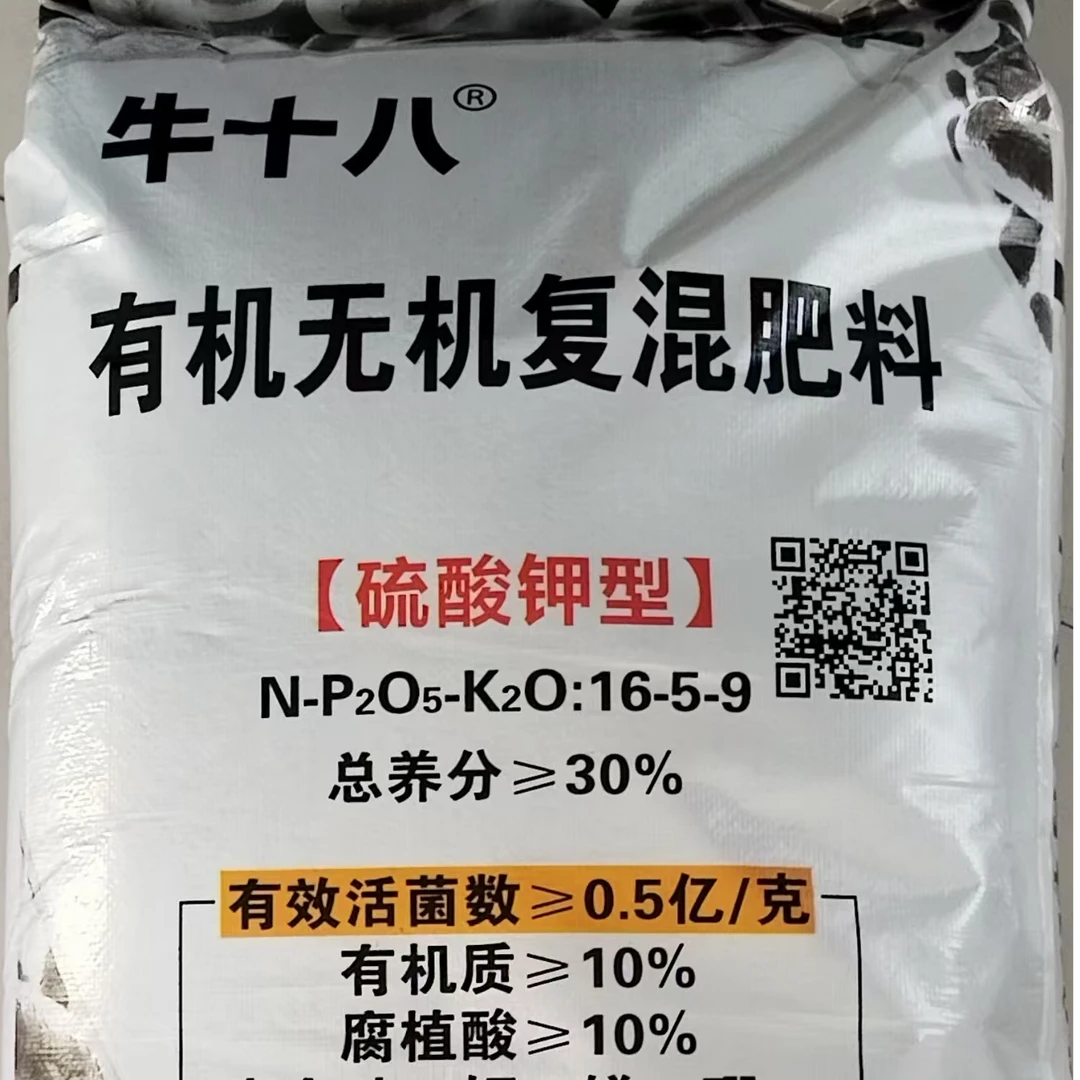 牛十八®
有机无机复混肥料
【硫酸钾型】
N-P₂O₅-K₂O:16-5-9
总养分≥30%
有效活菌数≥0.5亿/克
有机质≥10%
腐植酸≥10%